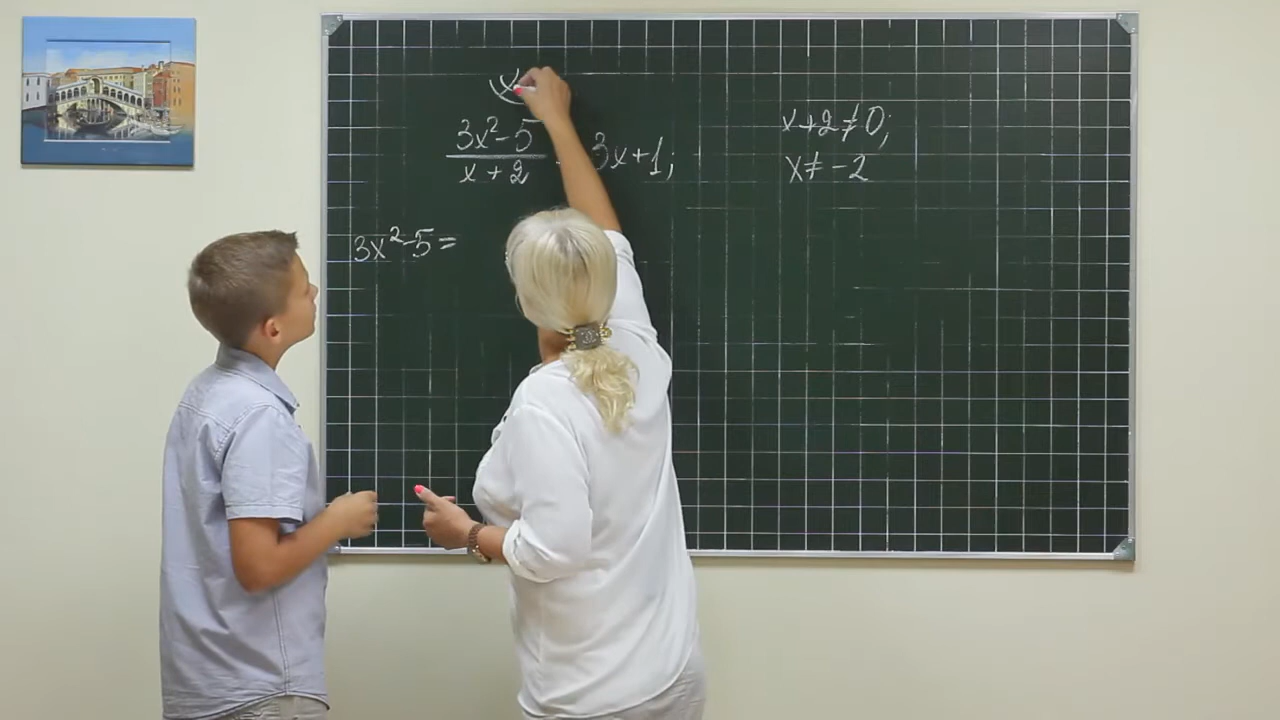 x
3x²-5
x+2
3x+1;
x+2≠0;
x≠-2
3x²-5=